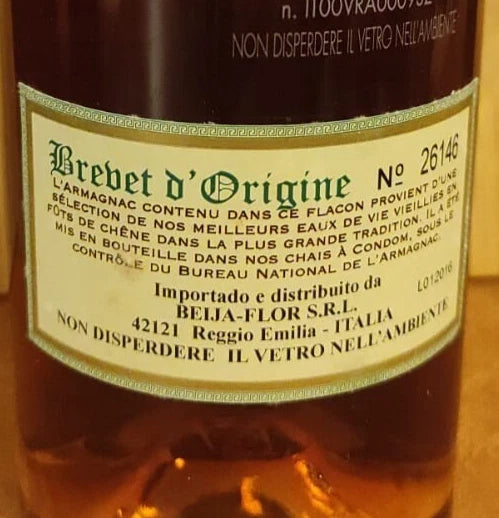 n. IT00VRA000952
NON DISPERDERE IL VETRO NELL'AMBIENTE
Brevet d'Origine Nº 26146
L'ARMAGNAC CONTENU DANS CE FLACON PROVIENT D'UNE
SÉLECTION DE NOS MEILLEURS EAUX DE VIE VIEILLIES EN
FÛTS DE CHÊNE DANS LA PLUS GRANDE TRADITION. IL A ÉTÉ
MIS EN BOUTEILLE DANS NOS CHAIS À CONDOM, SOUS LE
CONTRÔLE DU BUREAU NATIONAL DE L'ARMAGNAC.
L012016
Importado e distribuito da
BEIJA-FLOR S.R.L.
42121 Reggio Emilia - ITALIA
NON DISPERDERE IL VETRO NELL'AMBIENTE